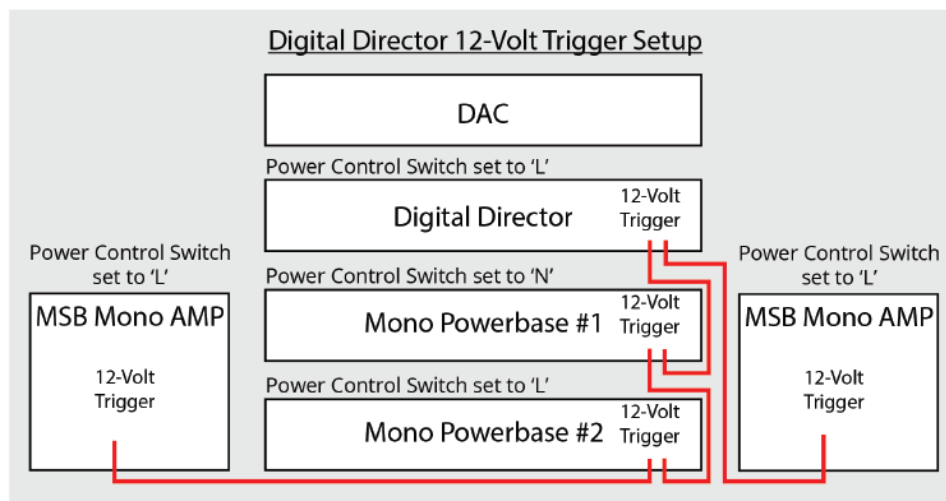 Digital Director 12-Volt Trigger Setup
DAC
Power Control Switch set to ‘L’
12-Volt
Digital Director
Trigger
Power Control Switch
set to ‘L’
MSB Mono AMP
12-Volt
Trigger
Power Control Switch set to ‘N’
12-Volt
Mono Powerbase #1
Trigger
Power Control Switch set to ‘L’
12-Volt
Mono Powerbase #2
Trigger
Power Control Switch
set to ‘L’
MSB Mono AMP
12-Volt
Trigger